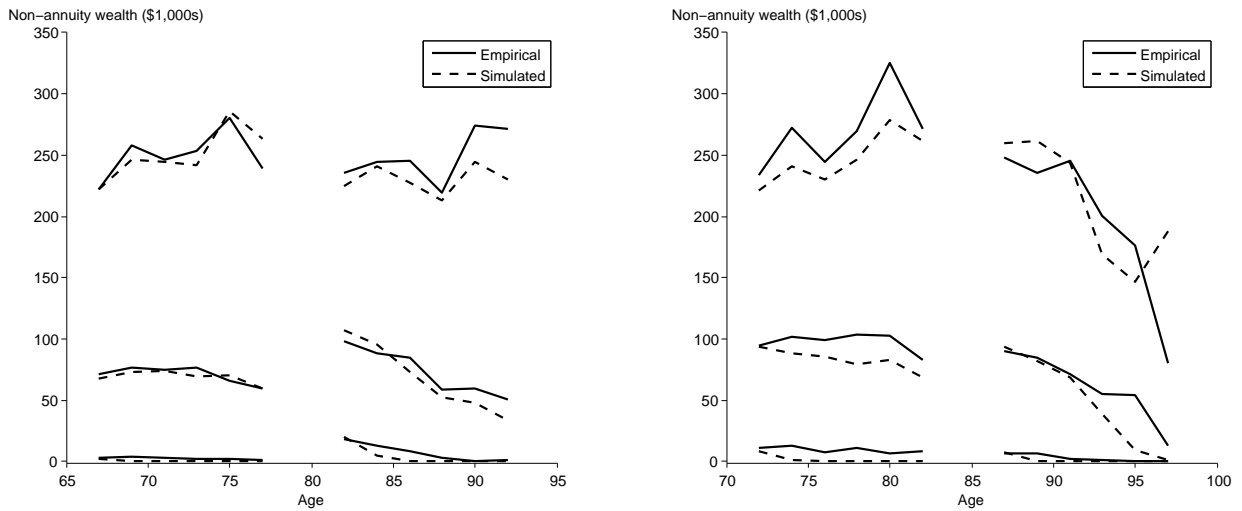 Non−annuity wealth ($1,000s)
350
300
250
200
150
100
50
0
65 70 75 80 85 90 95
Age
Empirical
Simulated
Non−annuity wealth ($1,000s)
350
300
250
200
150
100
50
0
70 75 80 85 90 95 100
Age
Empirical
Simulated